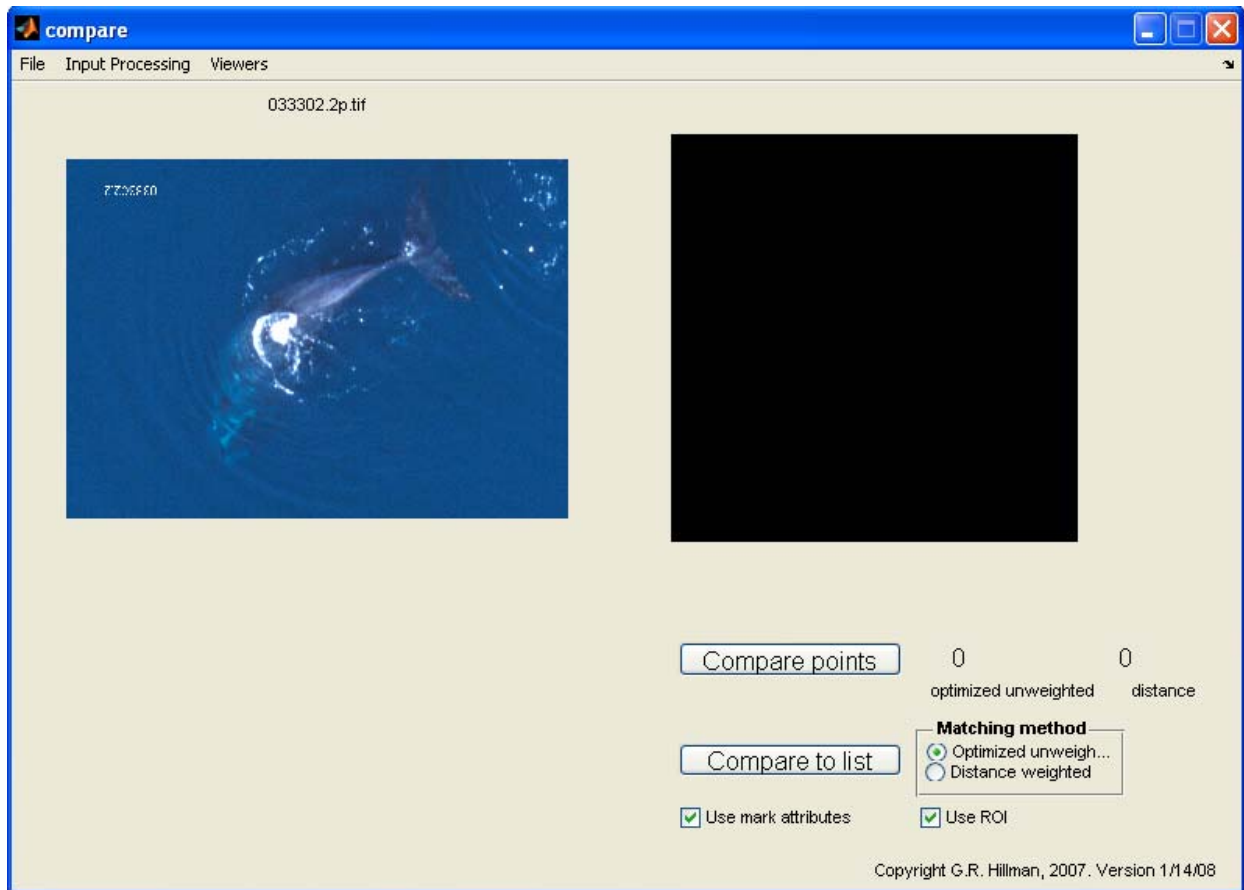 compare
File Input Processing Viewers
033302.2p.tif
Compare points
0 0
optimized unweighted distance
Matching method
Optimized unweigh...
Distance weighted
Compare to list
Use mark attributes
Use ROI
Copyright G.R. Hillman, 2007. Version 1/14/08